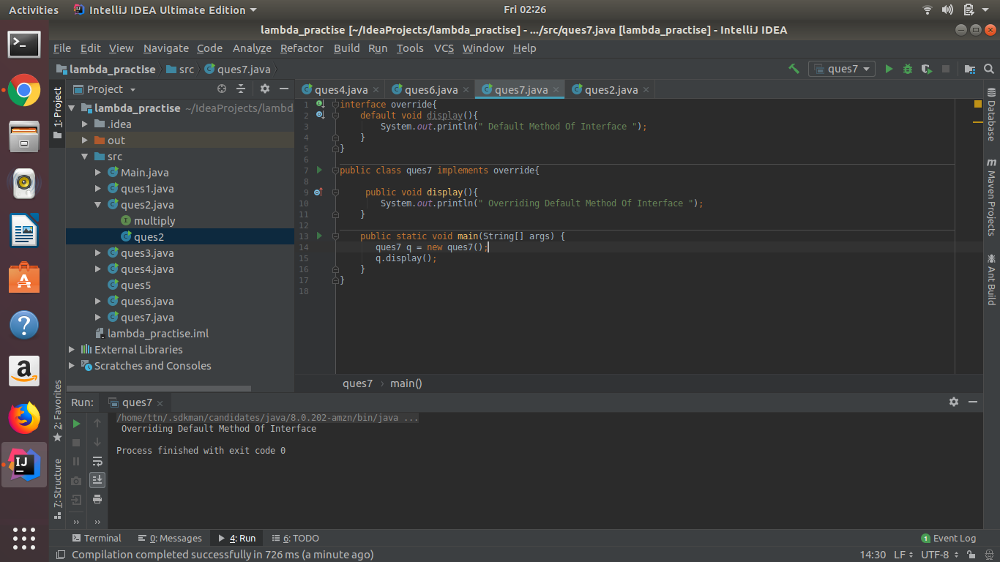 Activities
IntelliJ IDEA Ultimate Edition
Fri 02:26
lambda_practise [~/IdeaProjects/lambda_practise] - .../src/ques7.java [lambda_practise] - IntelliJ IDEA
File Edit View Navigate Code Analyze Refactor Build Run Tools VCS Window Help
lambda_practise src ques7.java
ques7
Project
ques4.java ques6.java ques7.java ques2.java
1: Project
lambda_practise ~/IdeaProjects/lambd
.idea
out
src
Main.java
ques1.java
ques2.java
multiply
ques2
ques3.java
ques4.java
ques5
ques6.java
ques7.java
lambda_practise.iml
External Libraries
Scratches and Consoles
1 interface override{
2 default void display(){
3 System.out.println(" Default Method Of Interface ");
4 }
5 }
6
7 public class ques7 implements override{
8
9 public void display(){
10 System.out.println(" Overriding Default Method Of Interface ");
11 }
12
13 public static void main(String[] args) {
14 ques7 q = new ques7();
15 q.display();
16 }
17 }
18
ques7 › main()
Database
m Maven Projects
Ant Build
2: Favorites
7: Structure
Run: ques7
/home/ttn/.sdkman/candidates/java/8.0.202-amzn/bin/java ...
Overriding Default Method Of Interface
Process finished with exit code 0
Terminal 0: Messages 4: Run 6: TODO
1 Event Log
Compilation completed successfully in 726 ms (a minute ago)
14:30 LF UTF-8